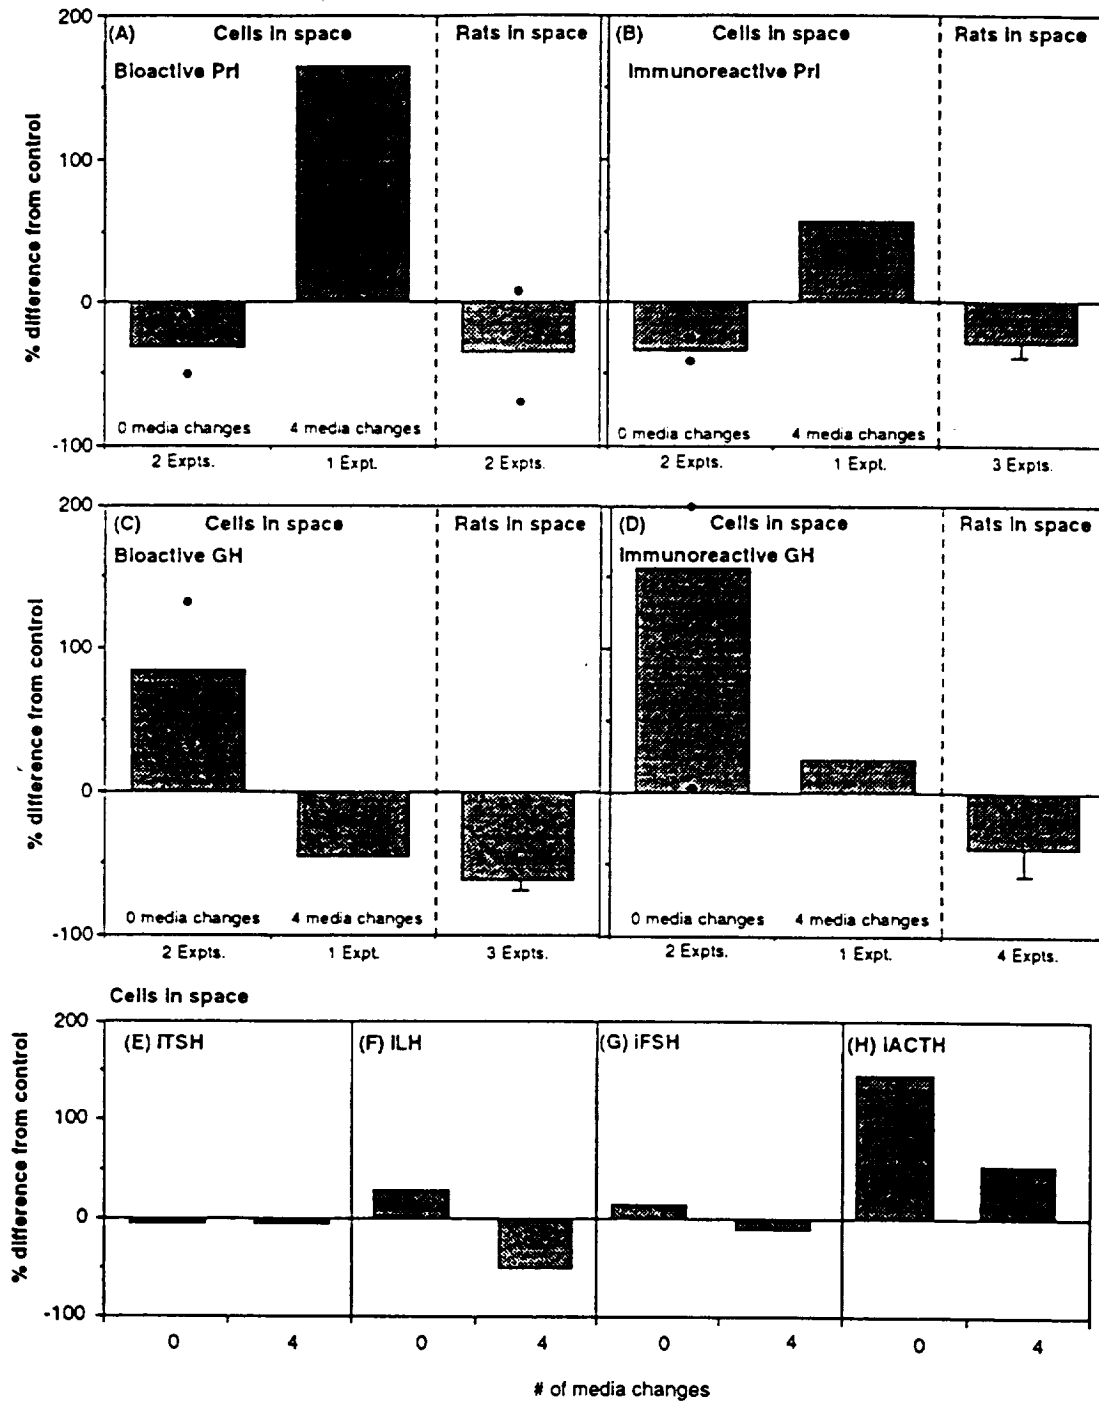 200
(A) Cells in space Rats in space
Bioactive Prl
(B) Cells in space Rats in space
Immunoreactive Prl
100
0
-100
% difference from control
0 media changes 4 media changes
0 media changes 4 media changes
2 Expts. 1 Expt. 2 Expts.
2 Expts. 1 Expt. 3 Expts.
200
(C) Cells in space Rats in space
Bioactive GH
(D) Cells in space Rats in space
Immunoreactive GH
100
0
-100
% difference from control
0 media changes 4 media changes
0 media changes 4 media changes
2 Expts. 1 Expt. 3 Expts.
2 Expts. 1 Expt. 4 Expts.
Cells in space
200
(E) iTSH (F) iLH (G) iFSH (H) iACTH
100
0
-100
% difference from control
0 4 0 4 0 4 0 4
# of media changes